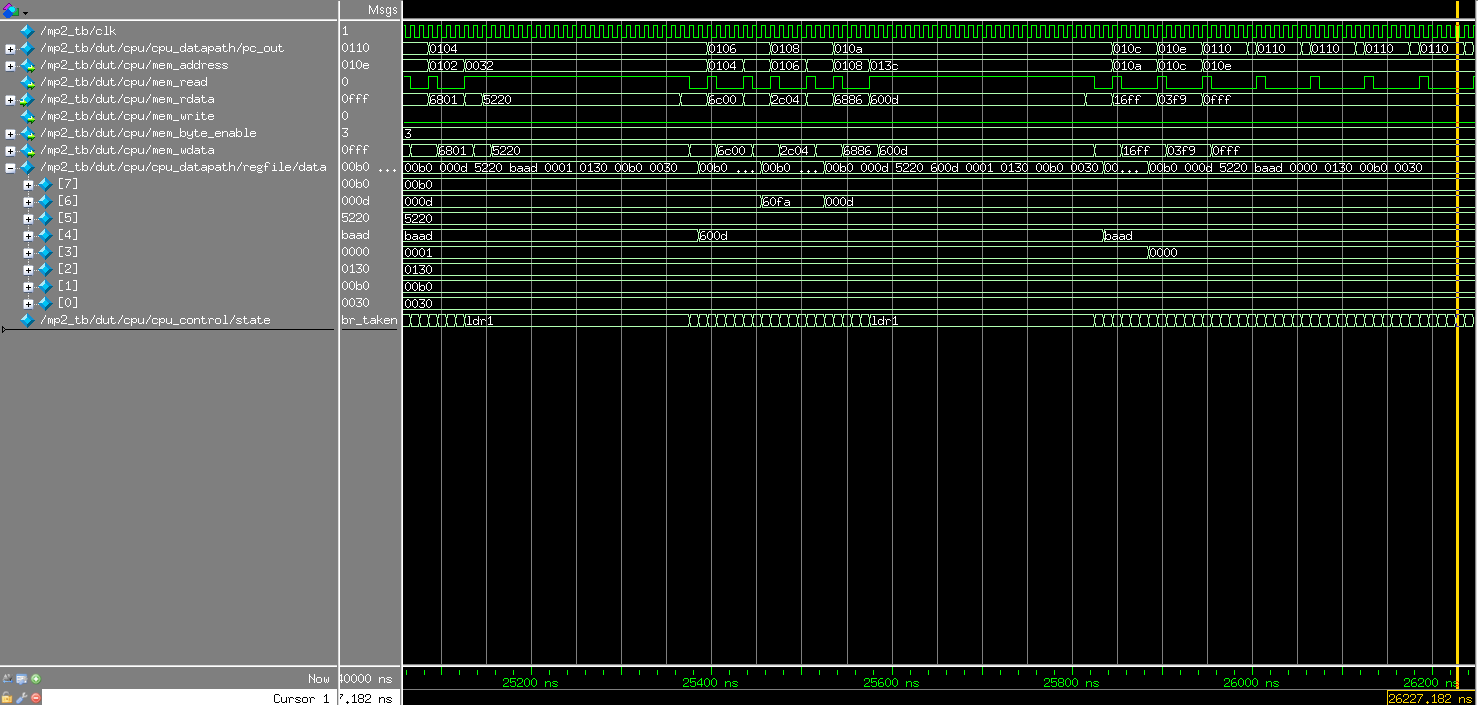 Msgs
/mp2_tb/clk 1
/mp2_tb/dut/cpu/cpu_datapath/pc_out 0110 0104 0106 0108 010a 010c 010e 0110 0110 0110 0110 0110
/mp2_tb/dut/cpu/mem_address 010e 0102 0032 0104 0106 0108 013c 010a 010c 010e
/mp2_tb/dut/cpu/mem_read 0
/mp2_tb/dut/cpu/mem_rdata 0fff 6801 5220 6c00 2c04 6886 600d 16ff 03f9 0fff
/mp2_tb/dut/cpu/mem_write 0
/mp2_tb/dut/cpu/mem_byte_enable 3 3
/mp2_tb/dut/cpu/mem_wdata 0fff 6801 5220 6c00 2c04 6886 600d 16ff 03f9 0fff
/mp2_tb/dut/cpu/cpu_datapath/regfile/data 00b0 ... 00b0 000d 5220 baad 0001 0130 00b0 0030 00b0 ... 00b0 ... 00b0 000d 5220 600d 0001 0130 00b0 0030 00... 00b0 000d 5220 baad 0000 0130 00b0 0030
[7] 00b0 00b0
[6] 000d 000d 60fa 000d
[5] 5220 5220
[4] baad baad 600d baad
[3] 0000 0001 0000
[2] 0130 0130
[1] 00b0 00b0
[0] 0030 0030
/mp2_tb/dut/cpu/cpu_control/state br_taken ldr1 ldr1
Now 40000 ns 25200 ns 25400 ns 25600 ns 25800 ns 26000 ns 26200 ns
Cursor 1 7.182 ns 26227.182 ns